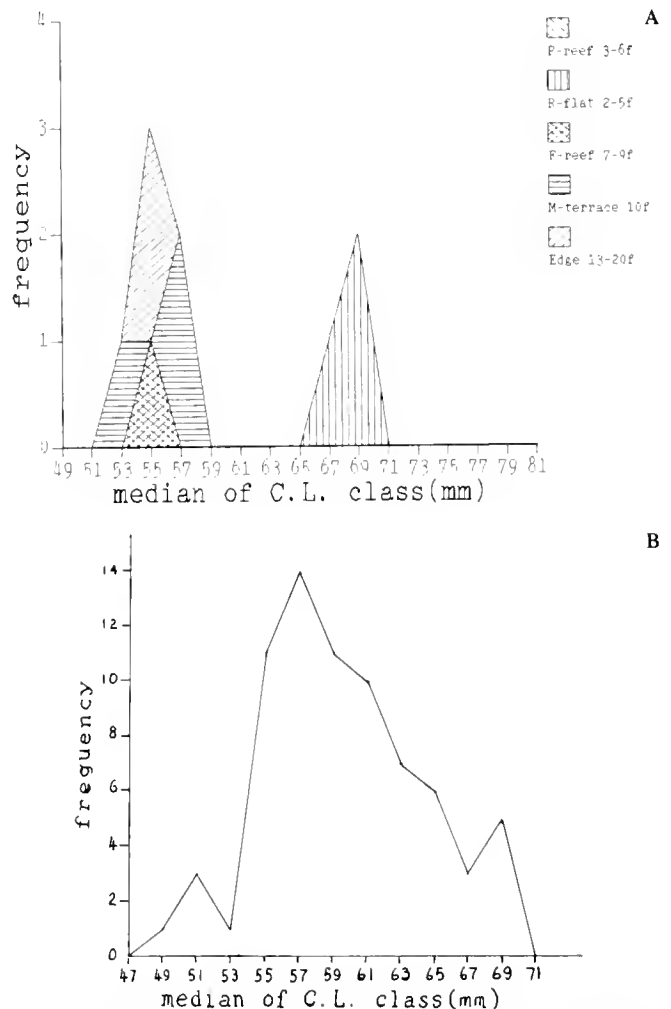 A
4
3
2
1
0
frequency
49 51 53 55 57 59 61 63 65 67 69 71 73 75 77 79 81
median of C.L. class(mm)
P-reef 3-6f
R-flat 2-5f
F-reef 7-9f
M-terrace 10f
Edge 13-20f
B
14
12
10
8
6
4
2
0
frequency
47 49 51 53 55 57 59 61 63 65 67 69 71
median of C.L. class(mm)